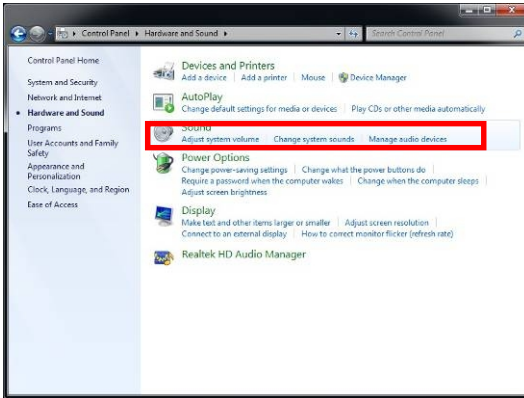 Control Panel ▸ Hardware and Sound ▸
Search Control Panel
Control Panel Home
System and Security
Network and Internet
Hardware and Sound
Programs
User Accounts and Family
Safety
Appearance and
Personalization
Clock, Language, and Region
Ease of Access
Devices and Printers
Add a device | Add a printer | Mouse | Device Manager
AutoPlay
Change default settings for media or devices | Play CDs or other media automatically
Sound
Adjust system volume | Change system sounds | Manage audio devices
Power Options
Change power-saving settings | Change what the power buttons do |
Require a password when the computer wakes | Change when the computer sleeps |
Adjust screen brightness
Display
Make text and other items larger or smaller | Adjust screen resolution |
Connect to an external display | How to correct monitor flicker (refresh rate)
Realtek HD Audio Manager